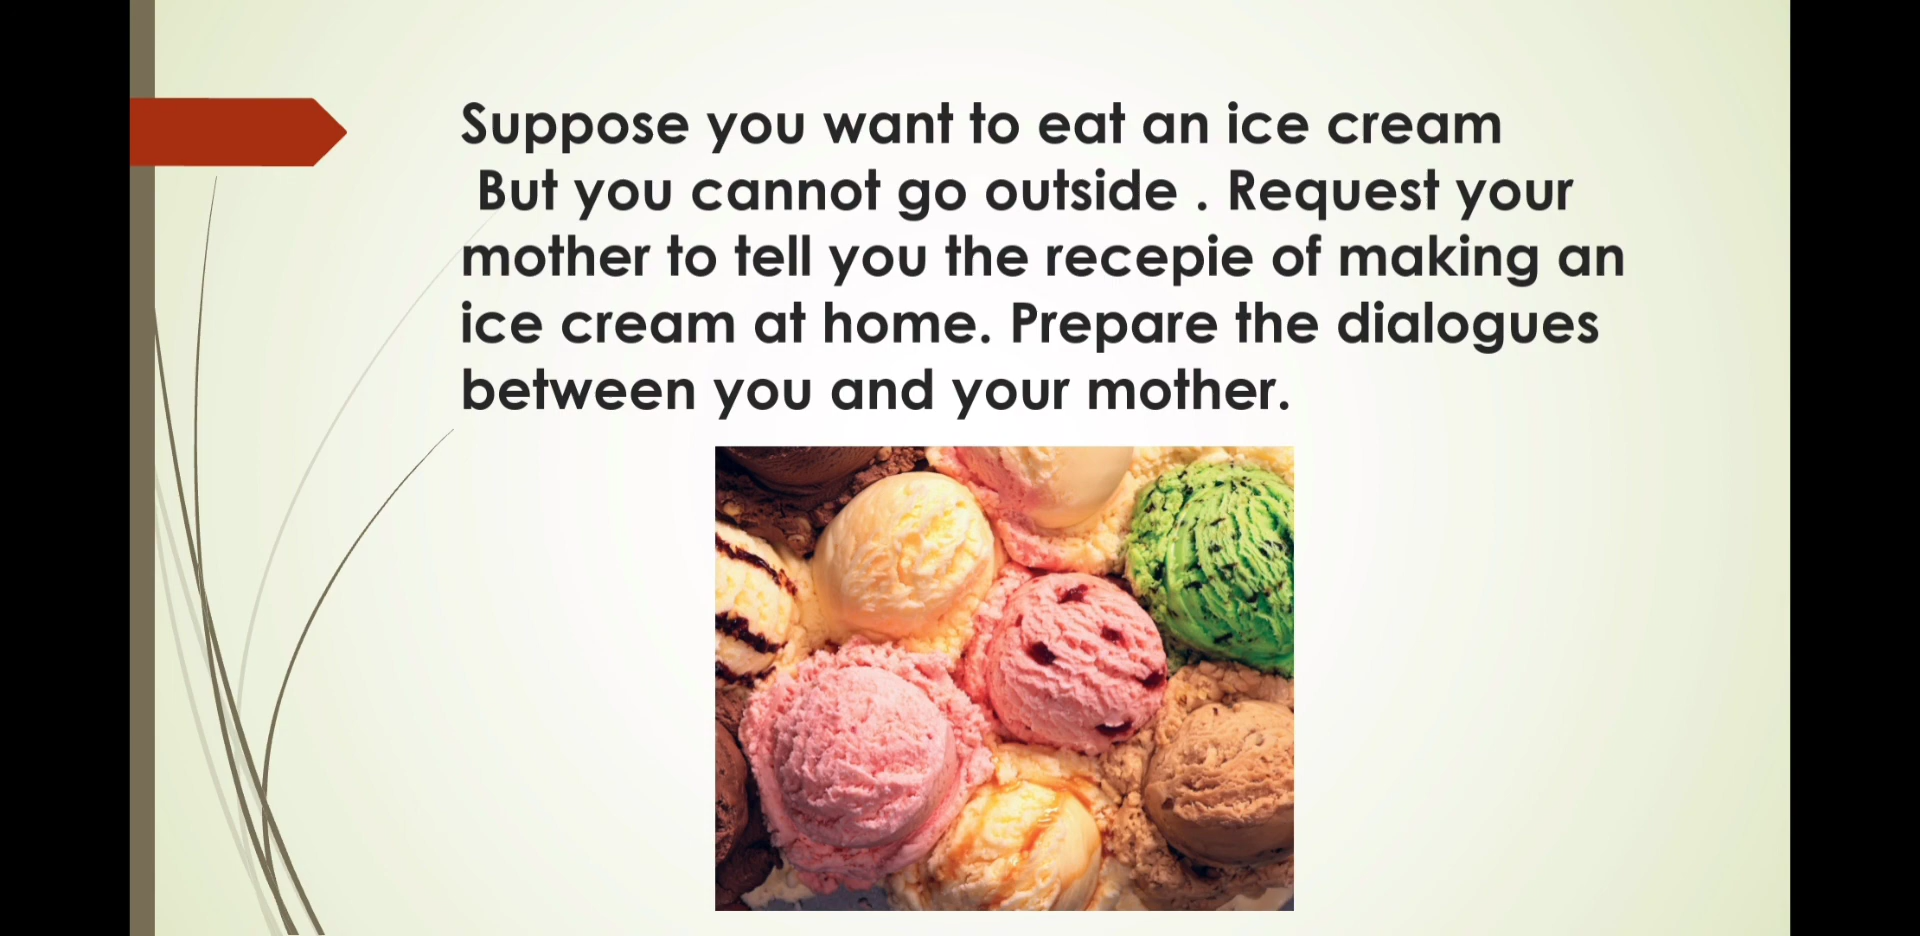 Suppose you want to eat an ice cream
But you cannot go outside . Request your
mother to tell you the recepie of making an
ice cream at home. Prepare the dialogues
between you and your mother.